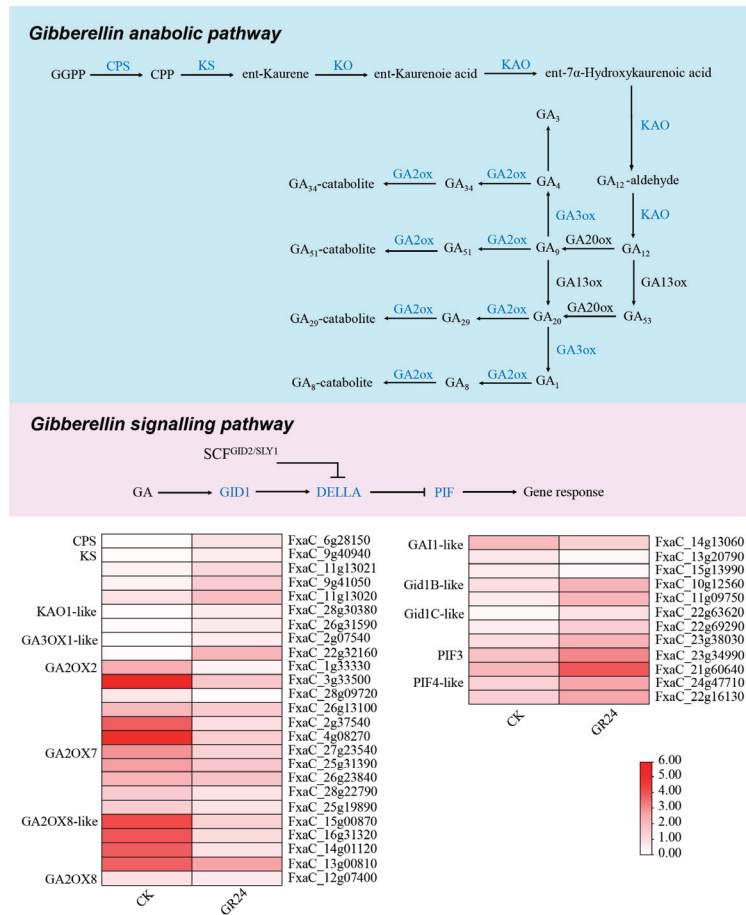 Gibberellin anabolic pathway
GGPP CPS CPP KS ent-Kaurene KO ent-Kaurenoie acid KAO ent-7α-Hydroxykaurenoic acid
GA3 KAO
GA34-catabolite GA2ox GA34 GA2ox GA4 GA12-aldehyde
GA3ox KAO
GA51-catabolite GA2ox GA51 GA2ox GA9 GA20ox GA12
GA13ox GA13ox
GA29-catabolite GA2ox GA29 GA2ox GA20 GA20ox GA53
GA3ox
GA8-catabolite GA2ox GA8 GA2ox GA1
Gibberellin signalling pathway
SCFGID2/SLY1
GA GID1 DELLA PIF Gene response
CPS FxaC_6g28150
KS FxaC_9g40940
FxaC_11g13021
FxaC_9g41050
FxaC_11g13020
KAO1-like FxaC_28g30380
FxaC_26g31590
GA3OX1-like FxaC_2g07540
FxaC_22g32160
GA2OX2 FxaC_1g33330
FxaC_3g33500
FxaC_28g09720
FxaC_26g13100
FxaC_2g37540
FxaC_4g08270
GA2OX7 FxaC_27g23540
FxaC_25g31390
FxaC_26g23840
FxaC_28g22790
FxaC_25g19890
GA2OX8-like FxaC_15g00870
FxaC_16g31320
FxaC_14g01120
FxaC_13g00810
GA2OX8 FxaC_12g07400
CK GR24
GAI1-like FxaC_14g13060
FxaC_13g20790
FxaC_15g13990
Gid1B-like FxaC_10g12560
FxaC_11g09750
Gid1C-like FxaC_22g63620
FxaC_22g69290
FxaC_23g38030
PIF3 FxaC_23g34990
FxaC_21g60640
PIF4-like FxaC_24g47710
FxaC_22g16130
CK GR24
6.00
5.00
4.00
3.00
2.00
1.00
0.00